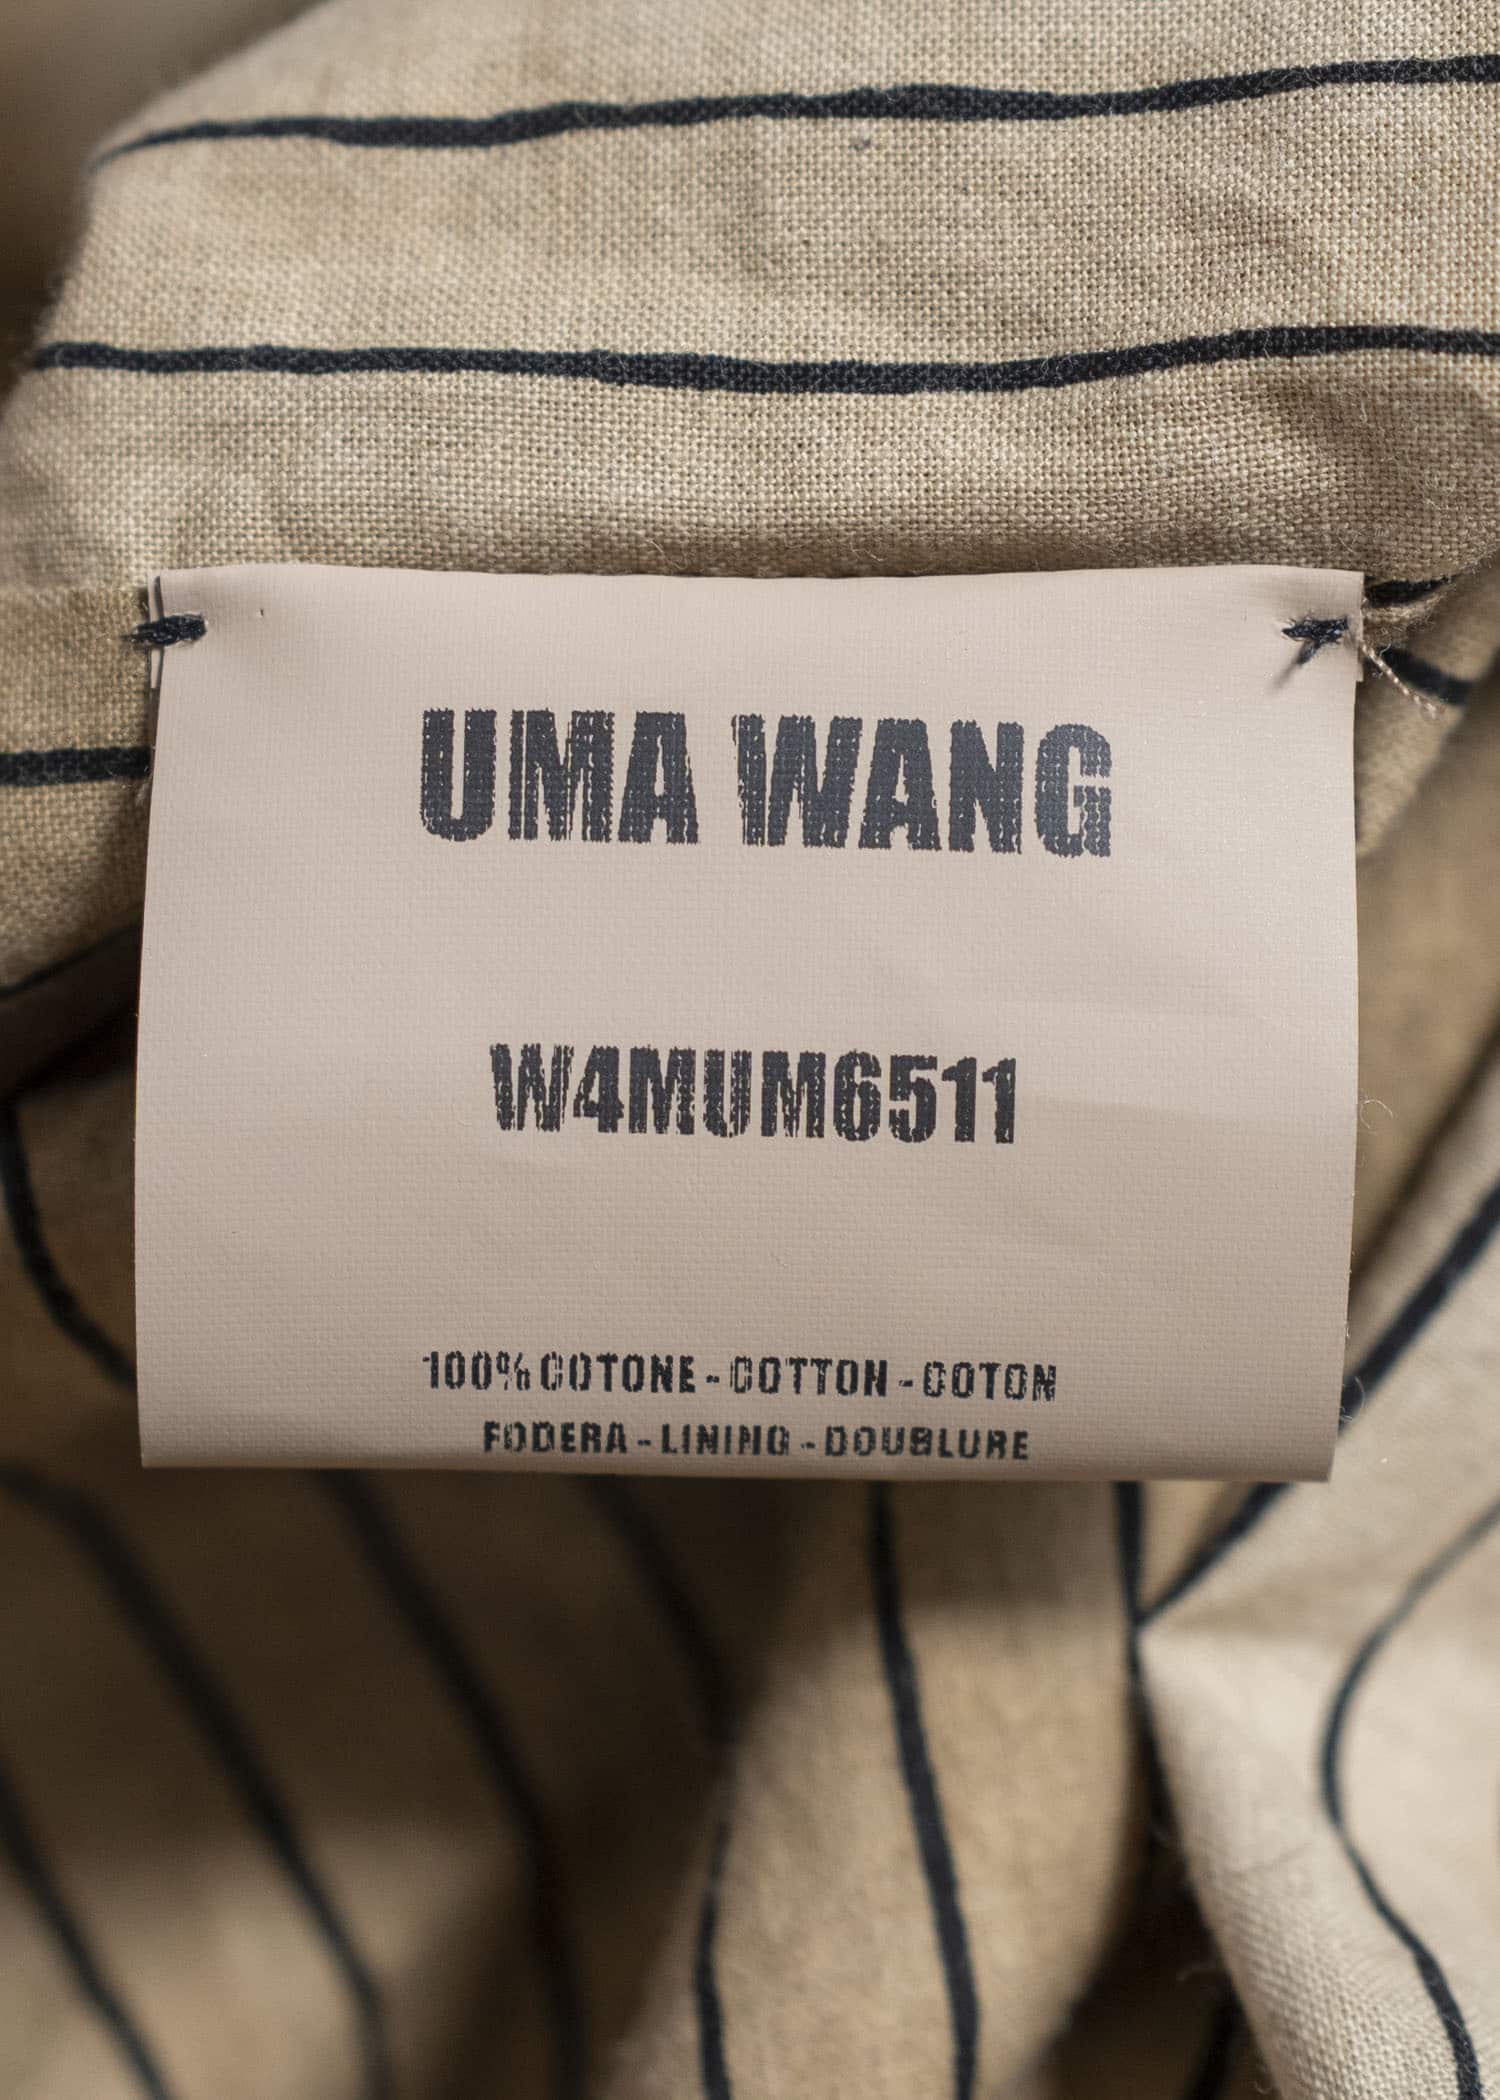 UMA WANG
W4MUM6511
100% COTONE - COTTON - COTON
FODERA - LINING - DOUBLURE